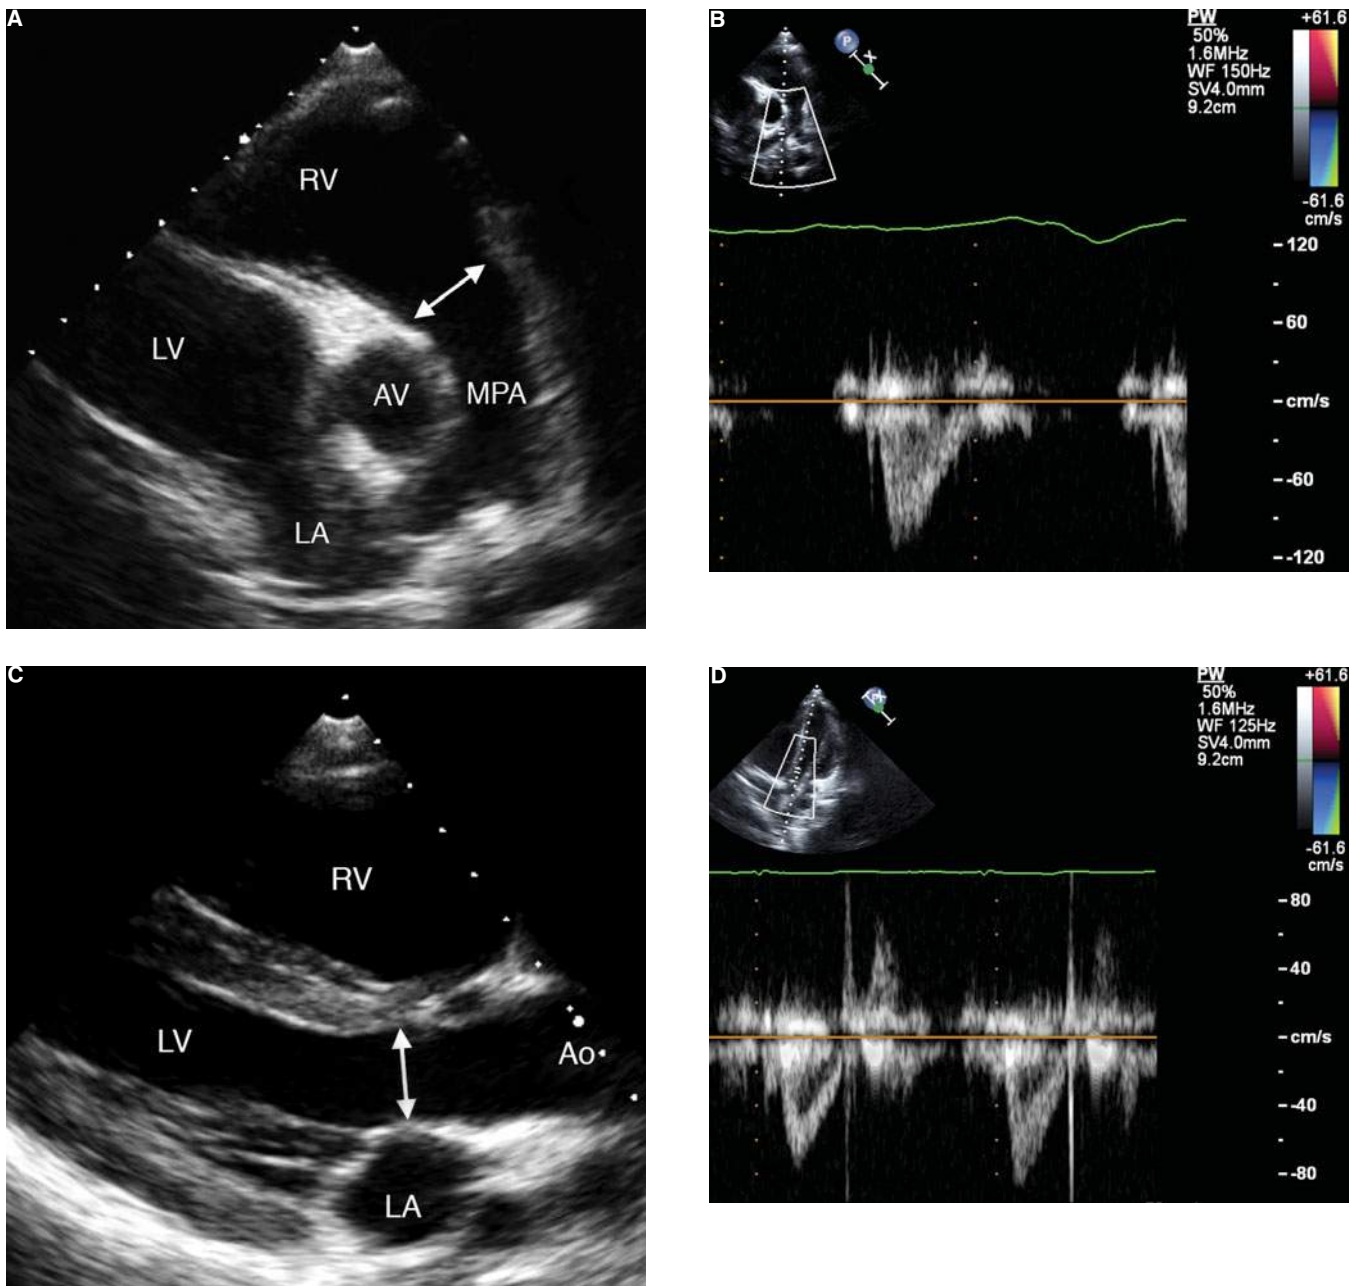 A
RV
LV
AV
MPA
LA
B
P
PW
50%
1.6MHz
WF 150Hz
SV4.0mm
9.2cm
+61.6
-61.6
cm/s
120
60
cm/s
-60
-120
C
RV
LV
Ao
LA
D
PW
50%
1.6MHz
WF 125Hz
SV4.0mm
9.2cm
+61.6
-61.6
cm/s
80
40
cm/s
-40
-80